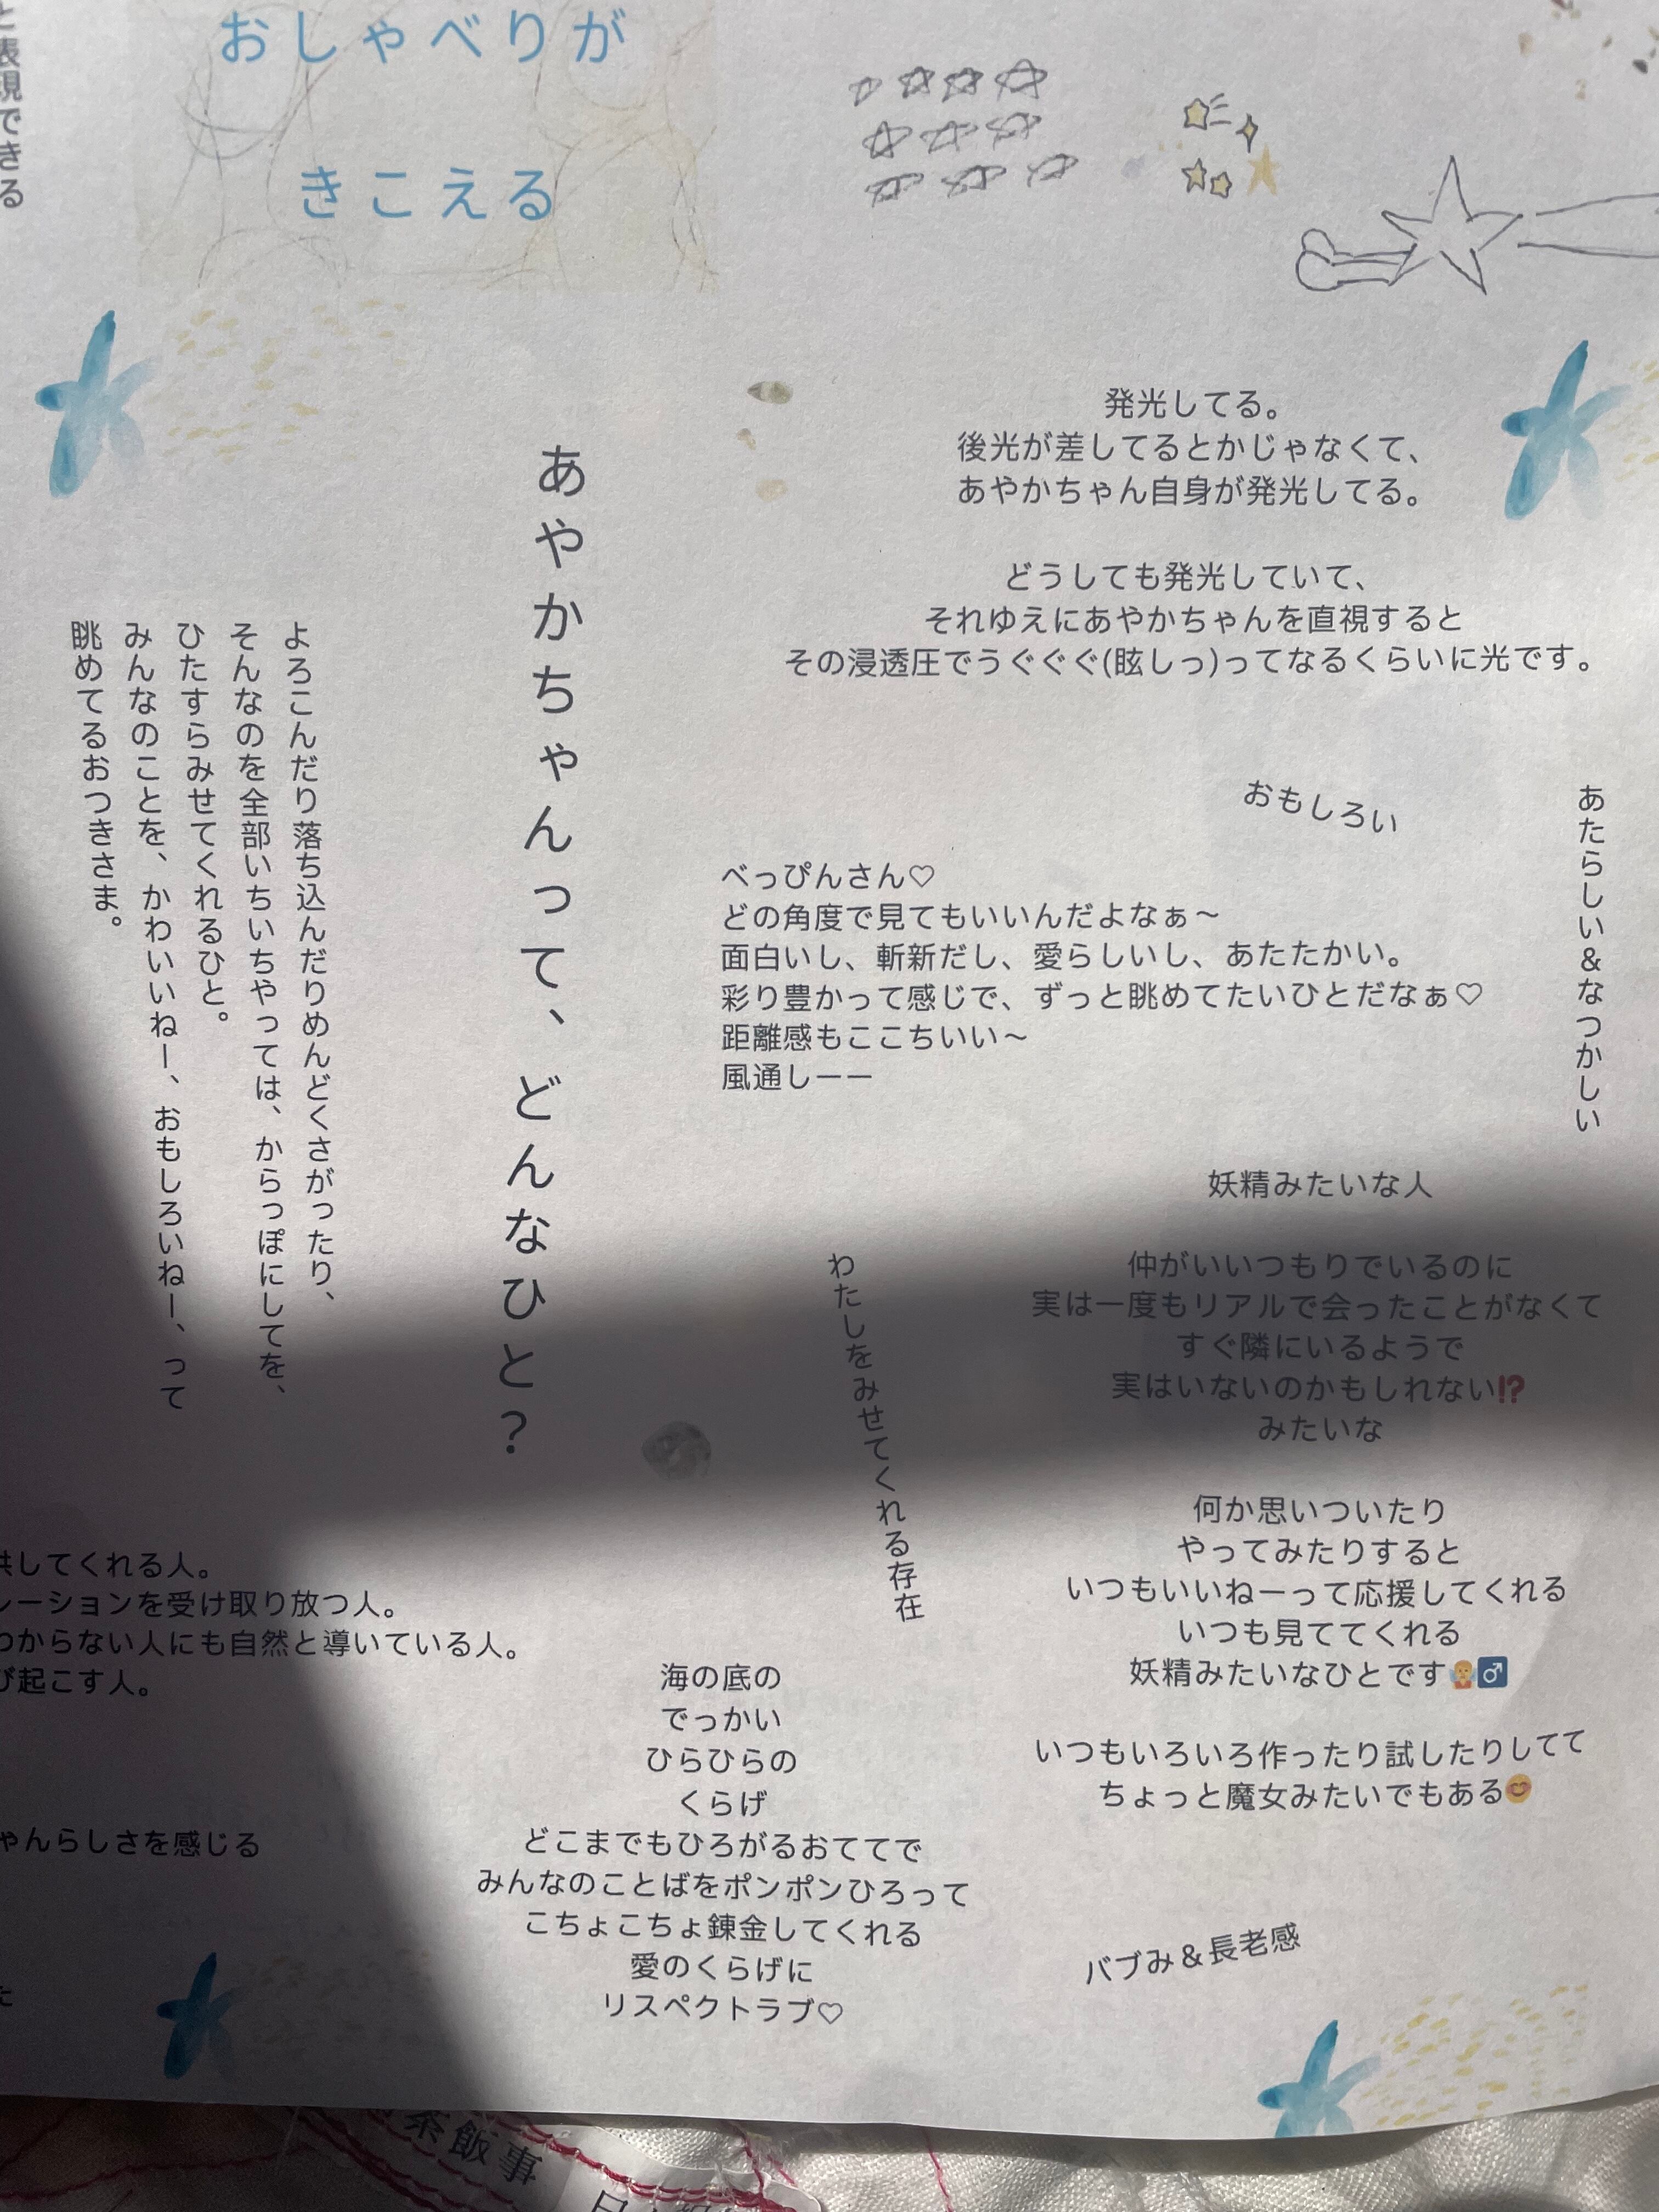 と表現できる
おしゃべりが
きこえる
発光してる。
後光が差してるとかじゃなくて、
あやかちゃん自身が発光してる。
どうしても発光していて、
それゆえにあやかちゃんを直視すると
その浸透圧でうぐぐぐ(眩しっ)ってなるくらいに光です。
あやかちゃんって、どんなひと？
よろこんだり落ち込んだりめんどくさがったり、
そんなのを全部いちいちやっては、からっぽにしてを、
ひたすらみせてくれるひと。
みんなのことを、かわいいねー、おもしろいねー、って
眺めてるおつきさま。
おもしろい
あたらしい&なつかしい
べっぴんさん♡
どの角度で見てもいいんだよなぁ〜
面白いし、斬新だし、愛らしいし、あたたかい。
彩り豊かって感じで、ずっと眺めてたいひとだなぁ♡
距離感もここちいい〜
風通しーー
妖精みたいな人
仲がいいつもりでいるのに
実は一度もリアルで会ったことがなくて
すぐ隣にいるようで
実はいないのかもしれない⁉️
みたいな
何か思いついたり
やってみたりすると
いつもいいねーって応援してくれる
いつも見ててくれる
妖精みたいなひとです🧚♂️
いつもいろいろ作ったり試したりしてて
ちょっと魔女みたいでもある😊
わたしをみせてくれる存在
供してくれる人。
レーションを受け取り放つ人。
わからない人にも自然と導いている人。
び起こす人。
ゃんらしさを感じる
た
海の底の
でっかい
ひらひらの
くらげ
どこまでもひろがるおててで
みんなのことばをポンポンひろって
こちょこちょ錬金してくれる
愛のくらげに
リスペクトラブ♡
バブみ&長老感
茶飯事